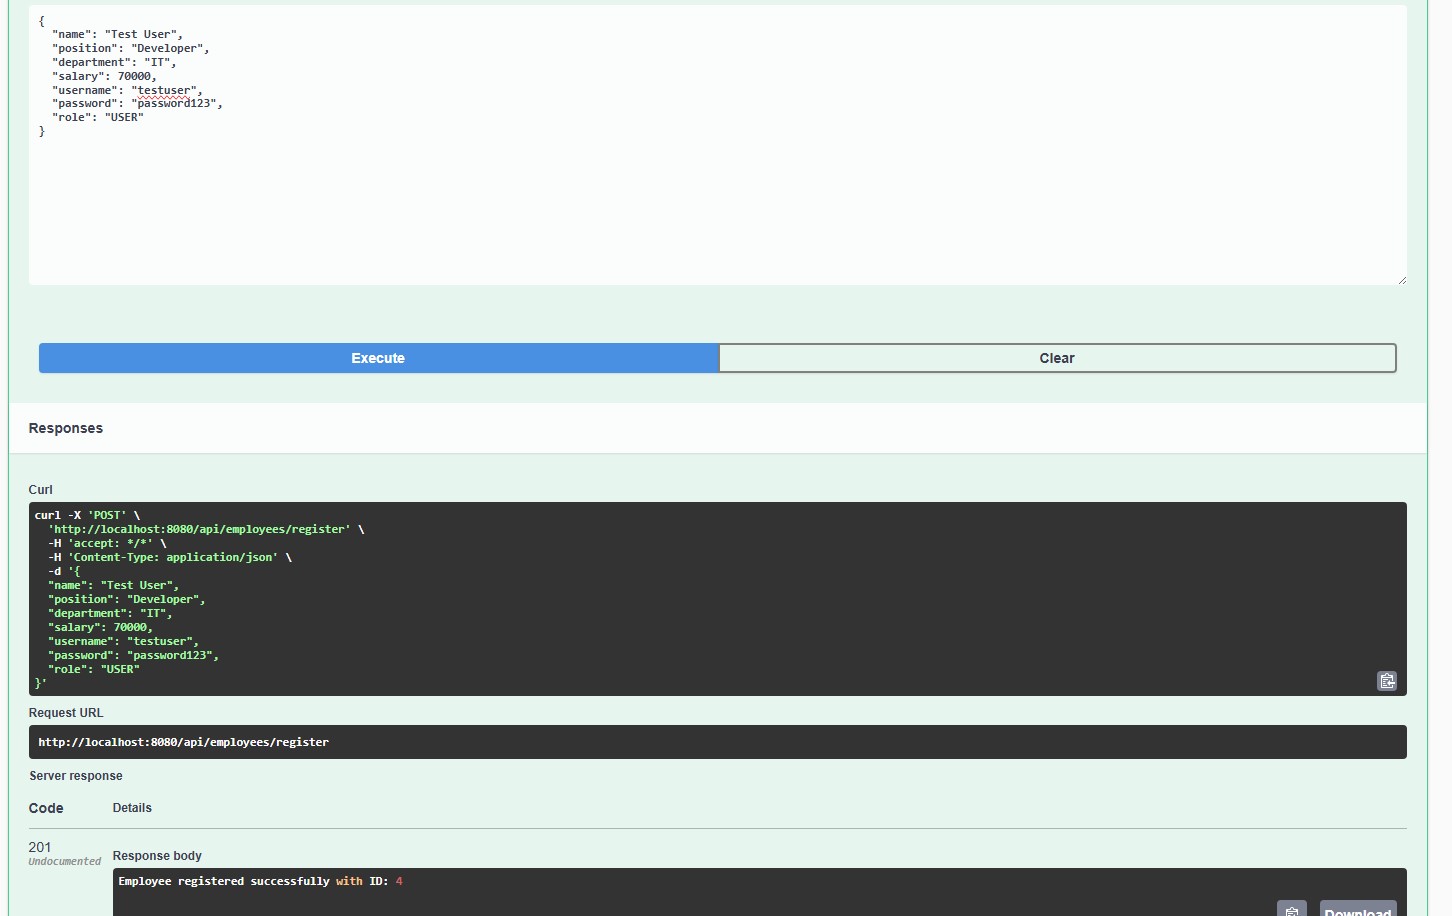 {
"name": "Test User",
"position": "Developer",
"department": "IT",
"salary": 70000,
"username": "testuser",
"password": "password123",
"role": "USER"
}
Execute
Clear
Responses
Curl
curl -X 'POST' \
'http://localhost:8080/api/employees/register' \
-H 'accept: */*' \
-H 'Content-Type: application/json' \
-d '{
"name": "Test User",
"position": "Developer",
"department": "IT",
"salary": 70000,
"username": "testuser",
"password": "password123",
"role": "USER"
}'
Request URL
http://localhost:8080/api/employees/register
Server response
Code Details
201
Undocumented
Response body
Employee registered successfully with ID: 4
Download